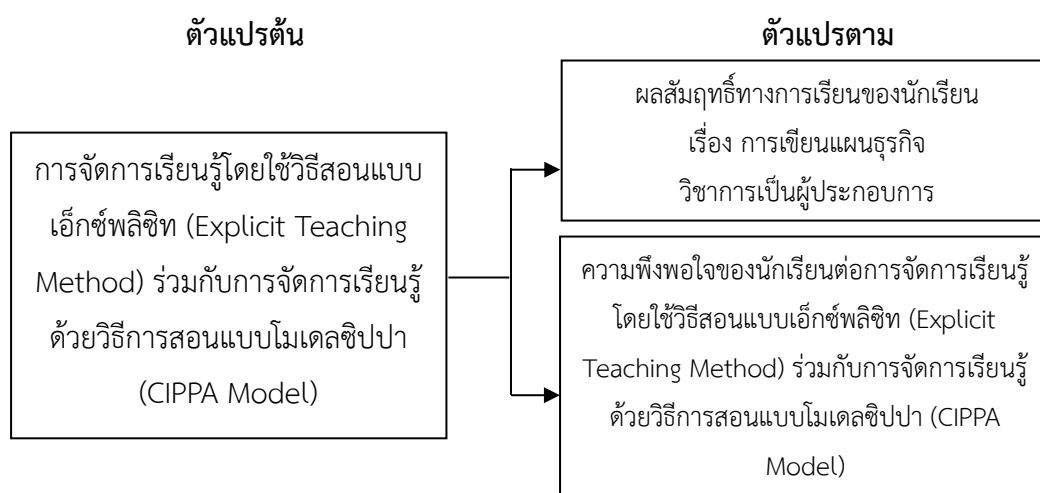 ตัวแปรต้น
การจัดการเรียนรู้โดยใช้วิธีสอนแบบ
เอ็กซ์พลิซิท (Explicit Teaching
Method) ร่วมกับการจัดการเรียนรู้
ด้วยวิธีการสอนแบบโมเดลซิปปา
(CIPPA Model)
ตัวแปรตาม
ผลสัมฤทธิ์ทางการเรียนของนักเรียน
เรื่อง การเขียนแผนธุรกิจ
วิชาการเป็นผู้ประกอบการ
ความพึงพอใจของนักเรียนต่อการจัดการเรียนรู้
โดยใช้วิธีสอนแบบเอ็กซ์พลิซิท (Explicit
Teaching Method) ร่วมกับการจัดการเรียนรู้
ด้วยวิธีการสอนแบบโมเดลซิปปา (CIPPA
Model)